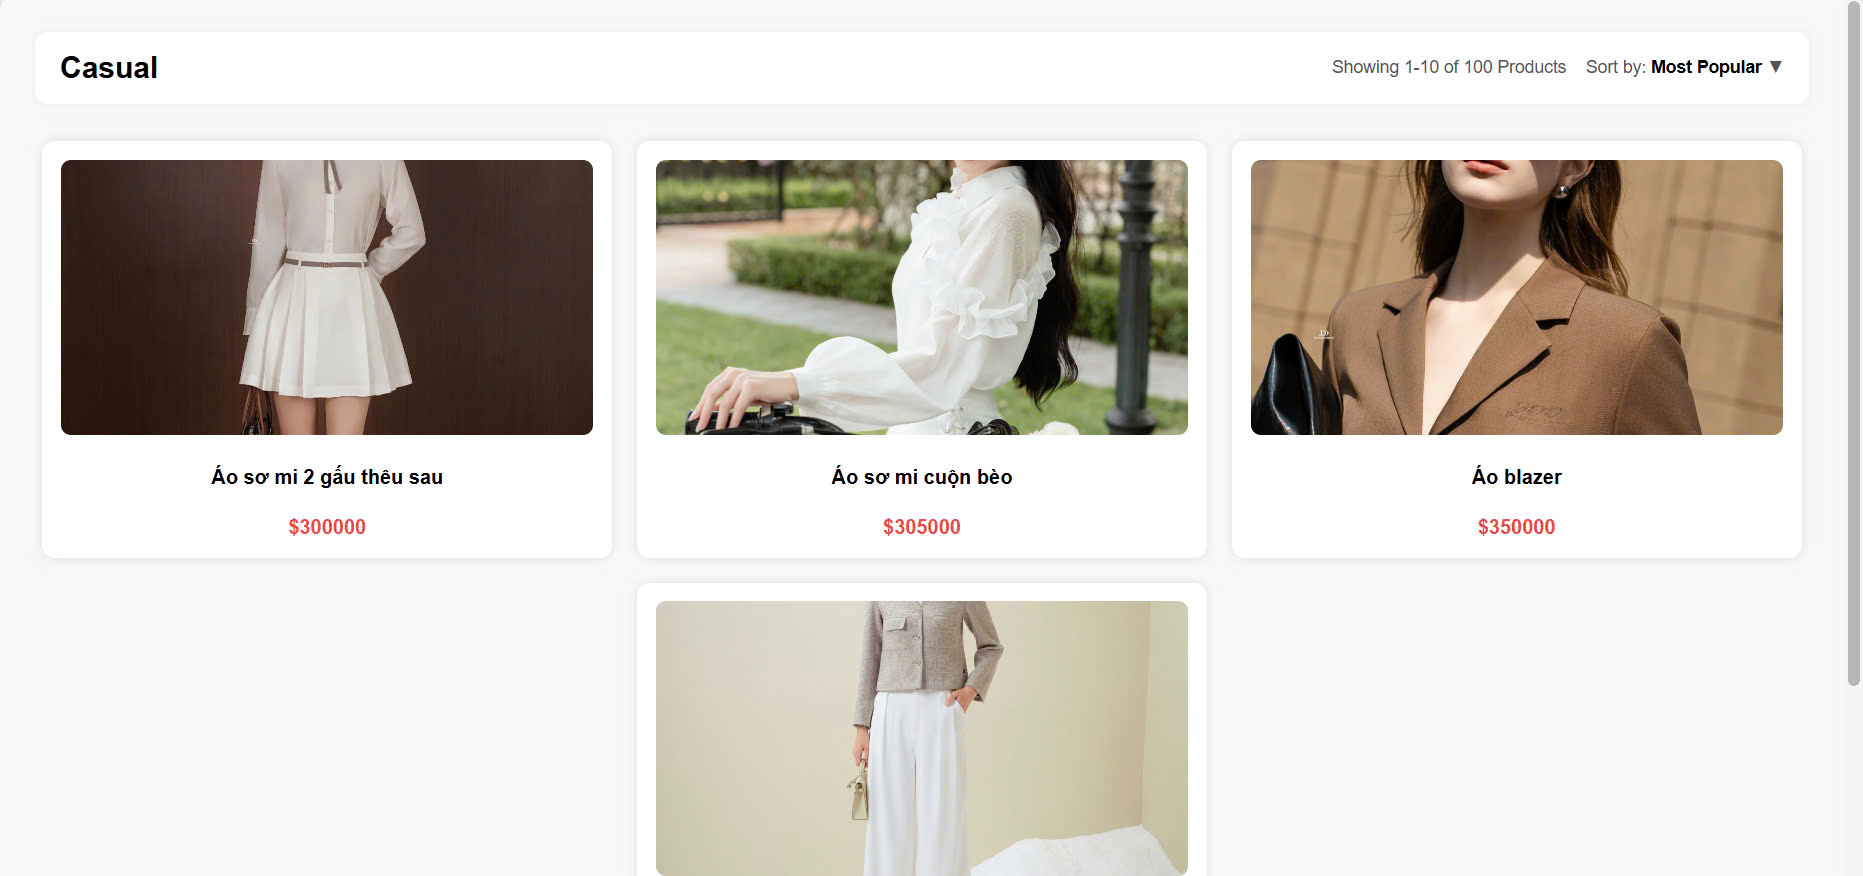 Casual
Showing 1-10 of 100 Products Sort by: Most Popular ▼
Áo sơ mi 2 gấu thêu sau
$300000
Áo sơ mi cuộn bèo
$305000
Áo blazer
$350000